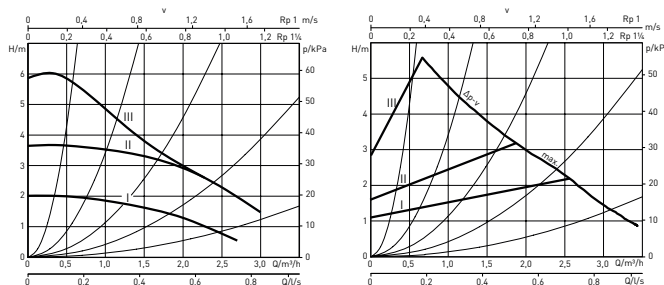 v
0 0,4 0,8 1,2 1,6 Rp 1 m/s
0 0,2 0,4 0,6 0,8 1,0 1,2 Rp 1¼
H/m p/kPa
6
5
4
3
2
1
0
60
50
40
30
20
10
0
III
II
I
0 0,5 1,0 1,5 2,0 2,5 3,0 Q/m³/h
0 0.2 0.4 0.6 0.8 Q/l/s
v
0 0,4 0,8 1,2 1,6 Rp 1 m/s
0 0,2 0,4 0,6 0,8 1,0 Rp 1¼
H/m p/kPa
5
4
3
2
1
0
50
40
30
20
10
0
III
Δp-v
II
max.
I
0 0,5 1,0 1,5 2,0 2,5 3,0 Q/m³/h
0 0.2 0.4 0.6 0.8 Q/l/s